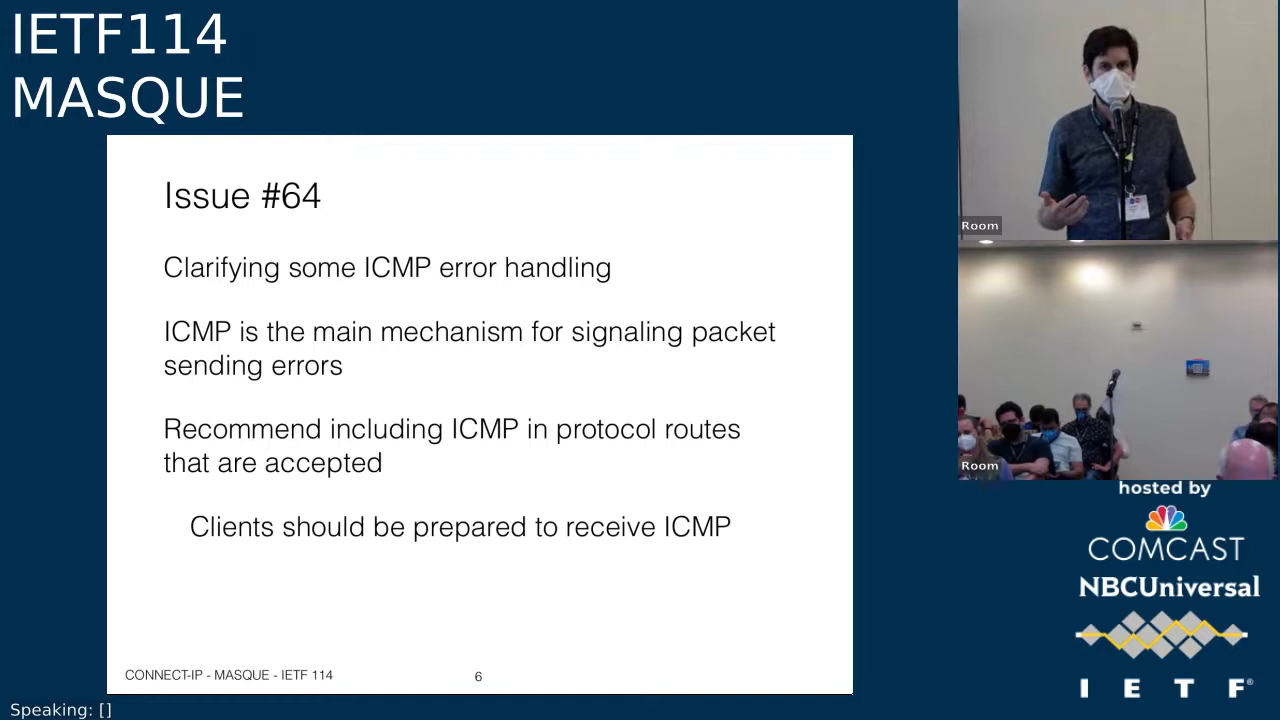 IETF114
MASQUE
Issue #64
Clarifying some ICMP error handling
ICMP is the main mechanism for signaling packet
sending errors
Recommend including ICMP in protocol routes
that are accepted
Clients should be prepared to receive ICMP
CONNECT-IP - MASQUE - IETF 114
6
Speaking: []
Room
Room
hosted by
COMCAST
NBCUniversal
I E T F®